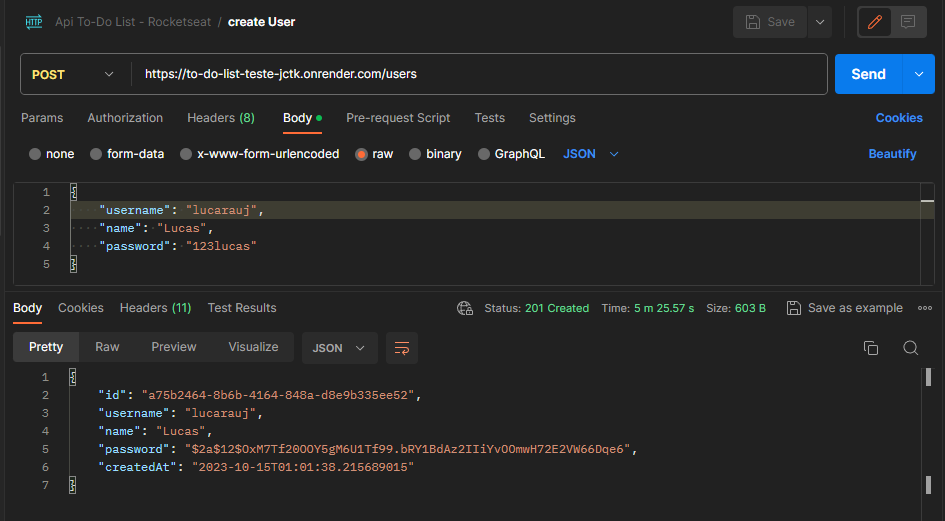 HTTP Api To-Do List - Rocketseat / create User Save
POST https://to-do-list-teste-jctk.onrender.com/users Send
Params Authorization Headers (8) Body Pre-request Script Tests Settings Cookies
none form-data x-www-form-urlencoded raw binary GraphQL JSON Beautify
1 {
2 "username": "lucarauj",
3 "name": "Lucas",
4 "password": "123lucas"
5 }
Body Cookies Headers (11) Test Results Status: 201 Created Time: 5 m 25.57 s Size: 603 B Save as example
Pretty Raw Preview Visualize JSON
1 {
2 "id": "a75b2464-8b6b-4164-848a-d8e9b335ee52",
3 "username": "lucarauj",
4 "name": "Lucas",
5 "password": "$2a$12$OxM7Tf20OOY5gM6U1Tf99.bRY1BdAz2IIiYvOOmwH72E2VW66Dqe6",
6 "createdAt": "2023-10-15T01:01:38.215689015"
7 }